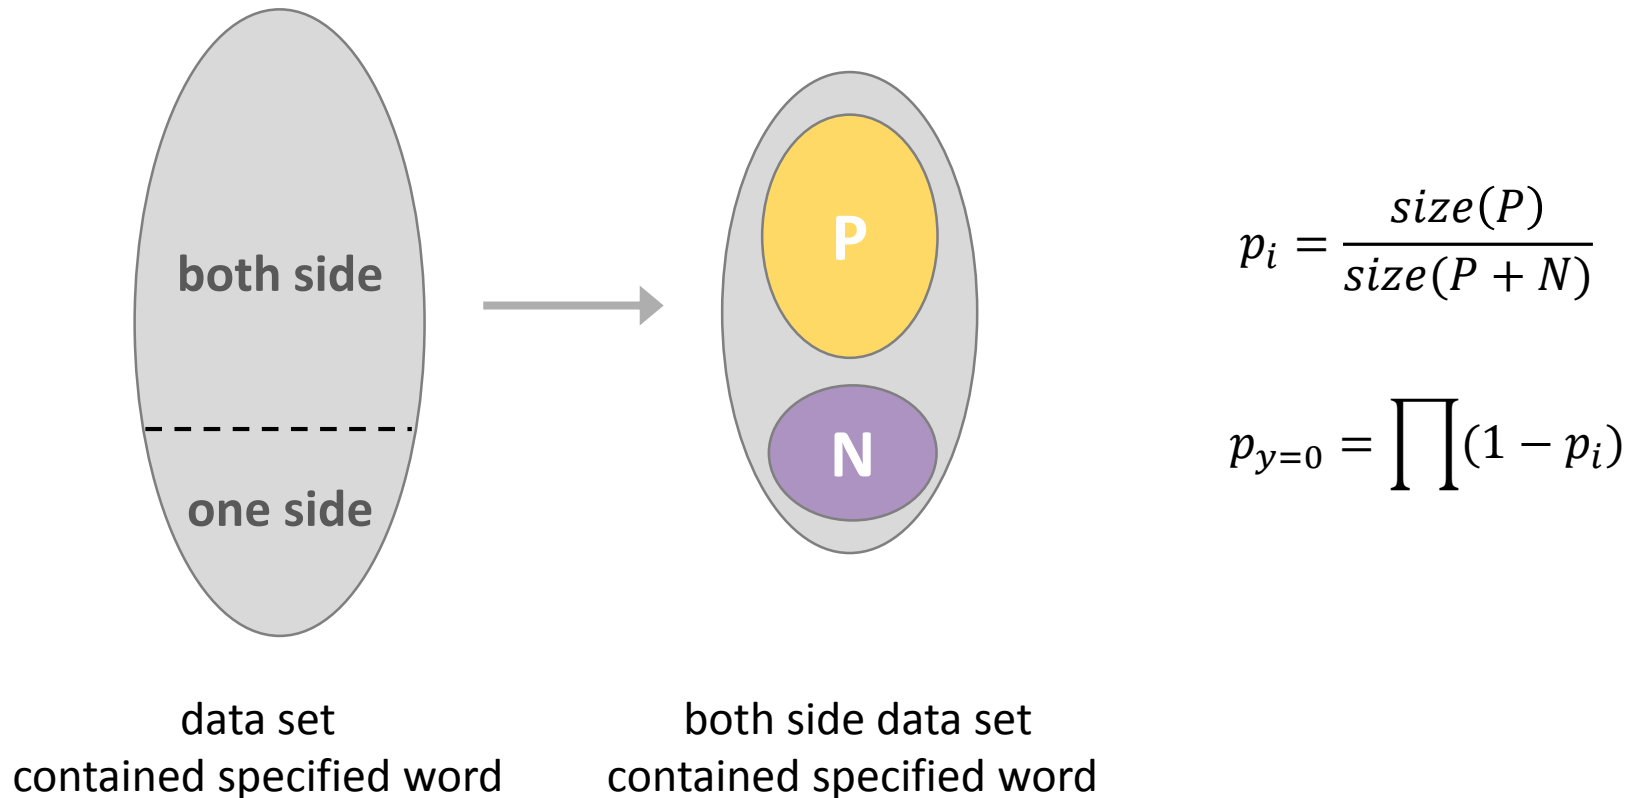 both side
one side
data set
contained specified word
P
N
both side data set
contained specified word
p_i = size(P) / size(P + N)
p_{y=0} = ∏(1 − p_i)